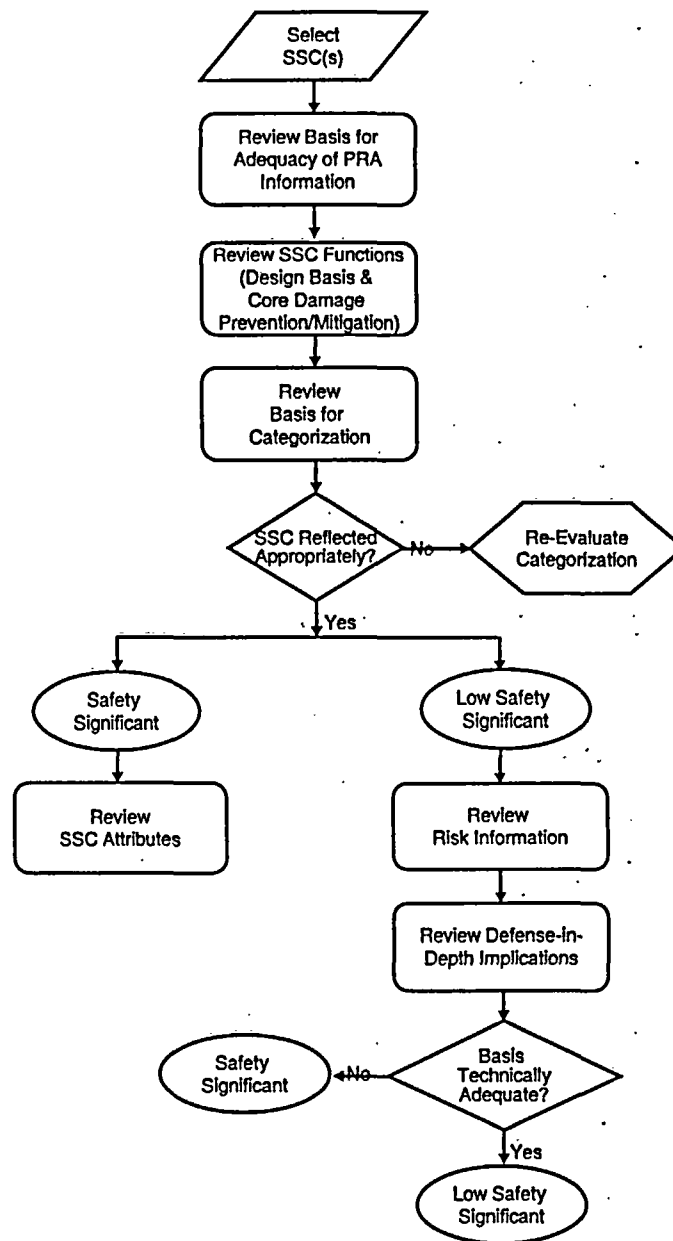 Select
SSC(s)
Review Basis for
Adequacy of PRA
Information
Review SSC Functions
(Design Basis &
Core Damage
Prevention/Mitigation)
Review
Basis for
Categorization
SSC Reflected
Appropriately?
No
Re-Evaluate
Categorization
Yes
Safety
Significant
Low Safety
Significant
Review
SSC Attributes
Review
Risk Information
Review Defense-in-
Depth Implications
Basis
Technically
Adequate?
No
Safety
Significant
Yes
Low Safety
Significant